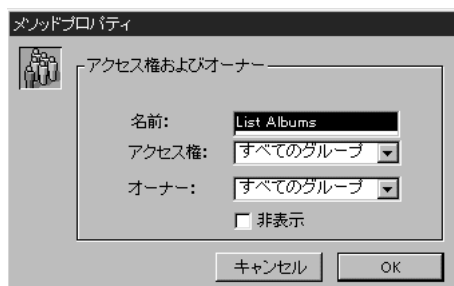 メソッドプロパティ
アクセス権およびオーナー
名前: List Albums
アクセス権: すべてのグループ
オーナー: すべてのグループ
非表示
キャンセル OK